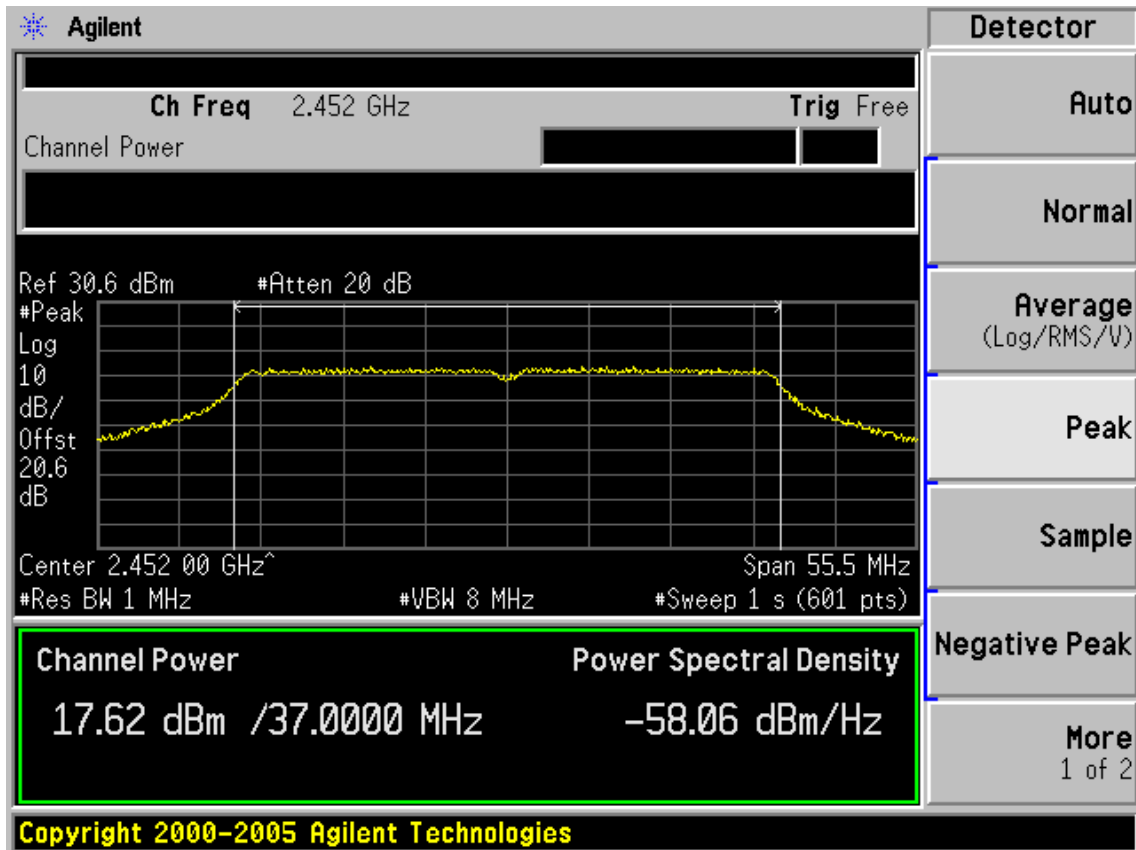 Agilent
Detector
Ch Freq 2.452 GHz Trig Free
Channel Power
Ref 30.6 dBm #Atten 20 dB
#Peak
Log
10
dB/
Offst
20.6
dB
Center 2.452 00 GHz^ Span 55.5 MHz
#Res BW 1 MHz #VBW 8 MHz #Sweep 1 s (601 pts)
Channel Power Power Spectral Density
17.62 dBm /37.0000 MHz -58.06 dBm/Hz
Copyright 2000-2005 Agilent Technologies
Auto
Normal
Average
(Log/RMS/V)
Peak
Sample
Negative Peak
More
1 of 2